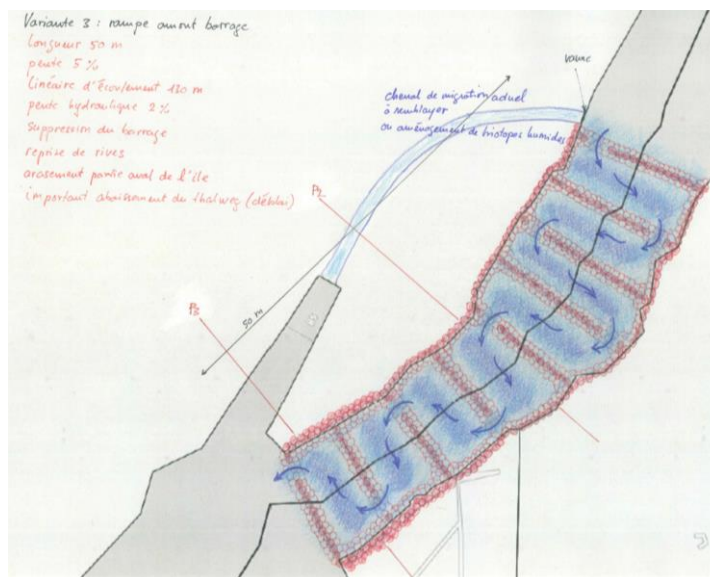 Variante 3 : rampe amont barrage
Longueur 50 m
pente 5 %
Linéaire d'écoulement 120 m
pente hydraulique 2 %
Suppression du barrage
reprise de rives
arasement partie aval de l'île
important abaissement du thalweg (déblai)
vanne
chenal de migration actuel
à remblayer
ou aménagement de biotopes humides
P2
P3
50 m